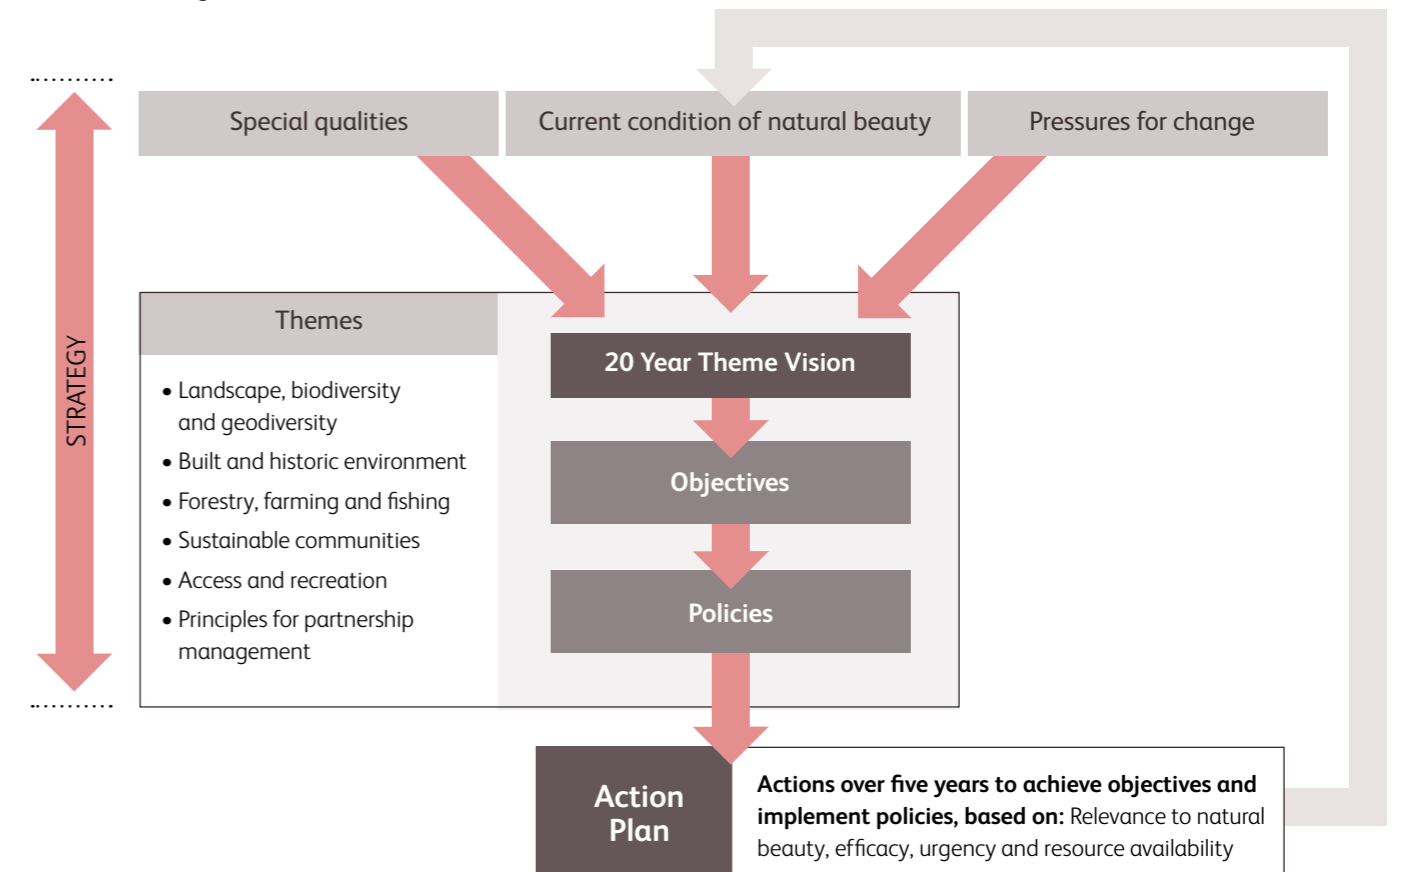 Special qualities
Current condition of natural beauty
Pressures for change
STRATEGY
Themes
• Landscape, biodiversity
and geodiversity
• Built and historic environment
• Forestry, farming and fishing
• Sustainable communities
• Access and recreation
• Principles for partnership
management
20 Year Theme Vision
Objectives
Policies
Action
Plan
Actions over five years to achieve objectives and
implement policies, based on: Relevance to natural
beauty, efficacy, urgency and resource availability